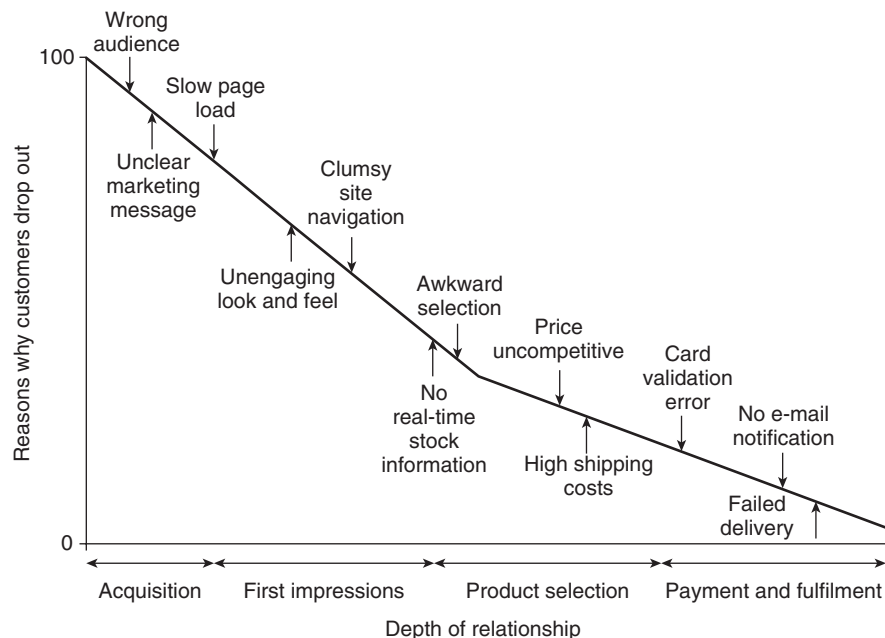 Wrong
audience
100
Slow page
load
Unclear
marketing
message
Clumsy
site
navigation
Unengaging
look and feel
Awkward
selection
Price
uncompetitive
No
real-time
stock
information
Card
validation
error
High shipping
costs
No e-mail
notification
Failed
delivery
Reasons why customers drop out
0
Acquisition
First impressions
Product selection
Payment and fulfilment
Depth of relationship